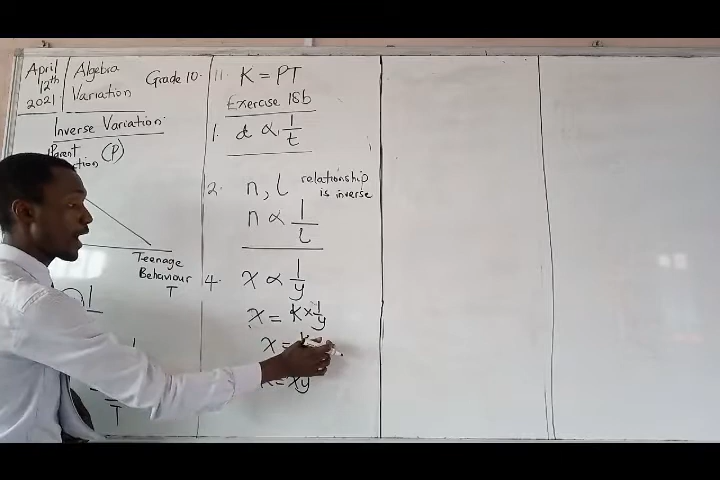 April
12th
2021
Algebra
Variation
Grade 10.
Inverse Variation.
Parent
(P)
Teenage
Behaviour
T
1
T
11. K = PT
Exercise 18b
1. d ∝ 1/t
2. n, l relationship
is inverse
n ∝ 1/l
4. x ∝ 1/y
x = K × 1/y
x =
= xy